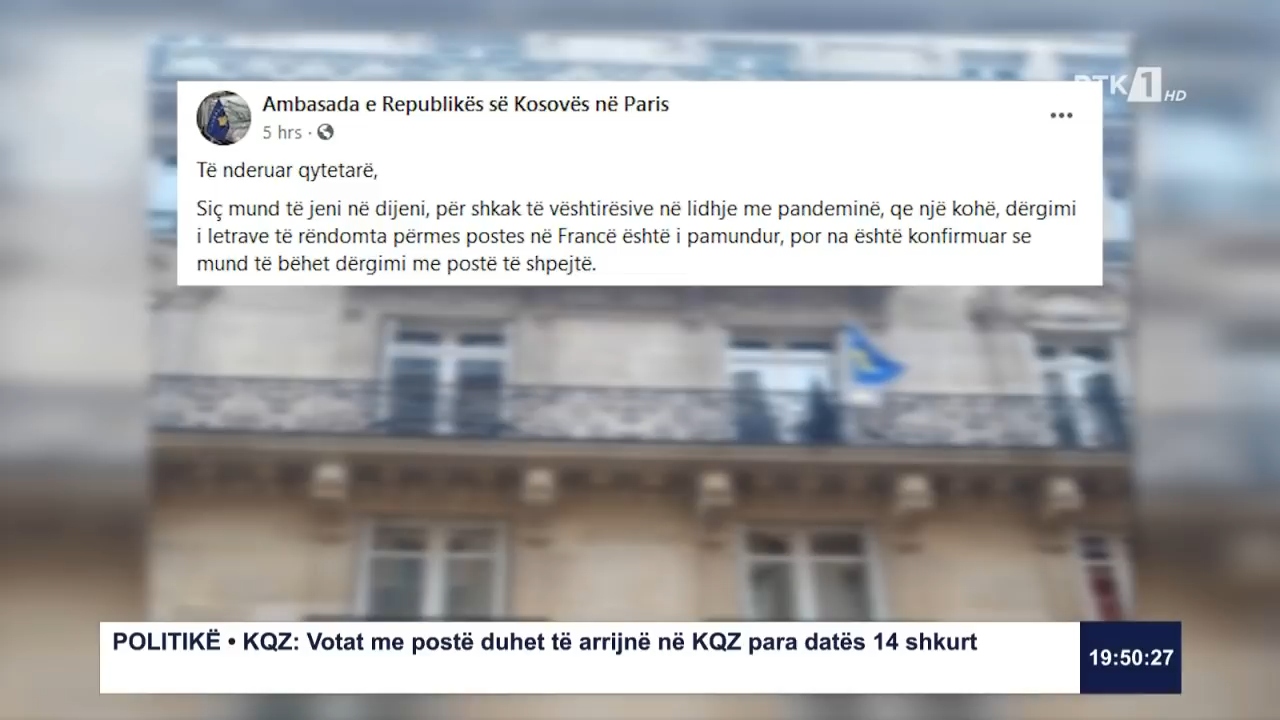 RTK 1 HD
Ambasada e Republikës së Kosovës në Paris
5 hrs ·
Të nderuar qytetarë,
Siç mund të jeni në dijeni, për shkak të vështirësive në lidhje me pandeminë, qe një kohë, dërgimi
i letrave të rëndomta përmes postes në Francë është i pamundur, por na është konfirmuar se
mund të bëhet dërgimi me postë të shpejtë.
POLITIKË • KQZ: Votat me postë duhet të arrijnë në KQZ para datës 14 shkurt
19:50:27